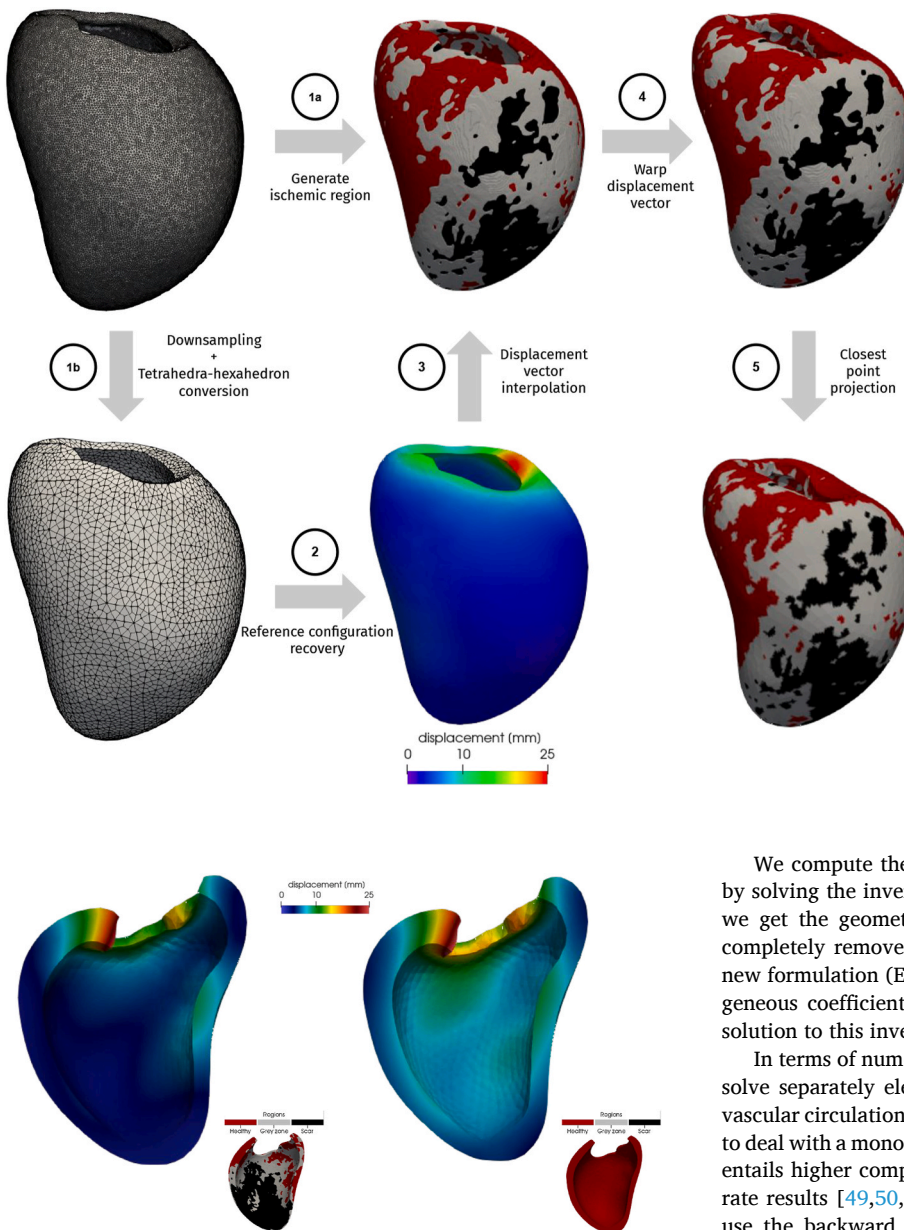 1a
Generate
ischemic region
4
Warp
displacement
vector
1b
Downsampling
+
Tetrahedra-hexahedron
conversion
3
Displacement
vector
interpolation
5
Closest
point
projection
2
Reference configuration
recovery
displacement (mm)
0 10 25
displacement (mm)
0 25
Regions
Healthy Grey zone Scar
Regions
Healthy Grey zone Scar
We compute the
by solving the inver
we get the geomet
completely remove
new formulation (E
geneous coefficient
solution to this inve
In terms of num
solve separately ele
vascular circulation
to deal with a mono
entails higher comp
rate results [49,50,
use the backward